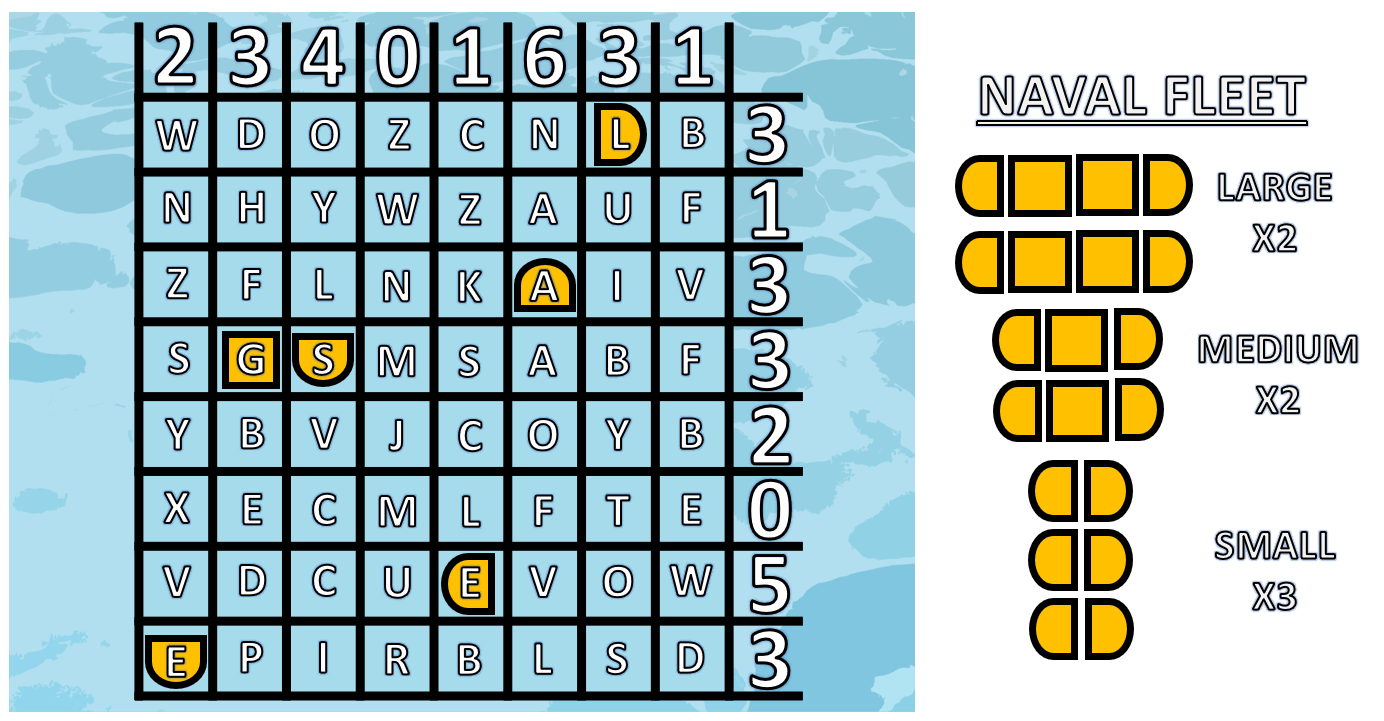 2 3 4 0 1 6 3 1
W D O Z C N L B 3
N H Y W Z A U F 1
Z F L N K A I V 3
S G S M S A B F 3
Y B V J C O Y B 2
X E C M L F T E 0
V D C U E V O W 5
E P I R B L S D 3
NAVAL FLEET
LARGE
X2
MEDIUM
X2
SMALL
X3